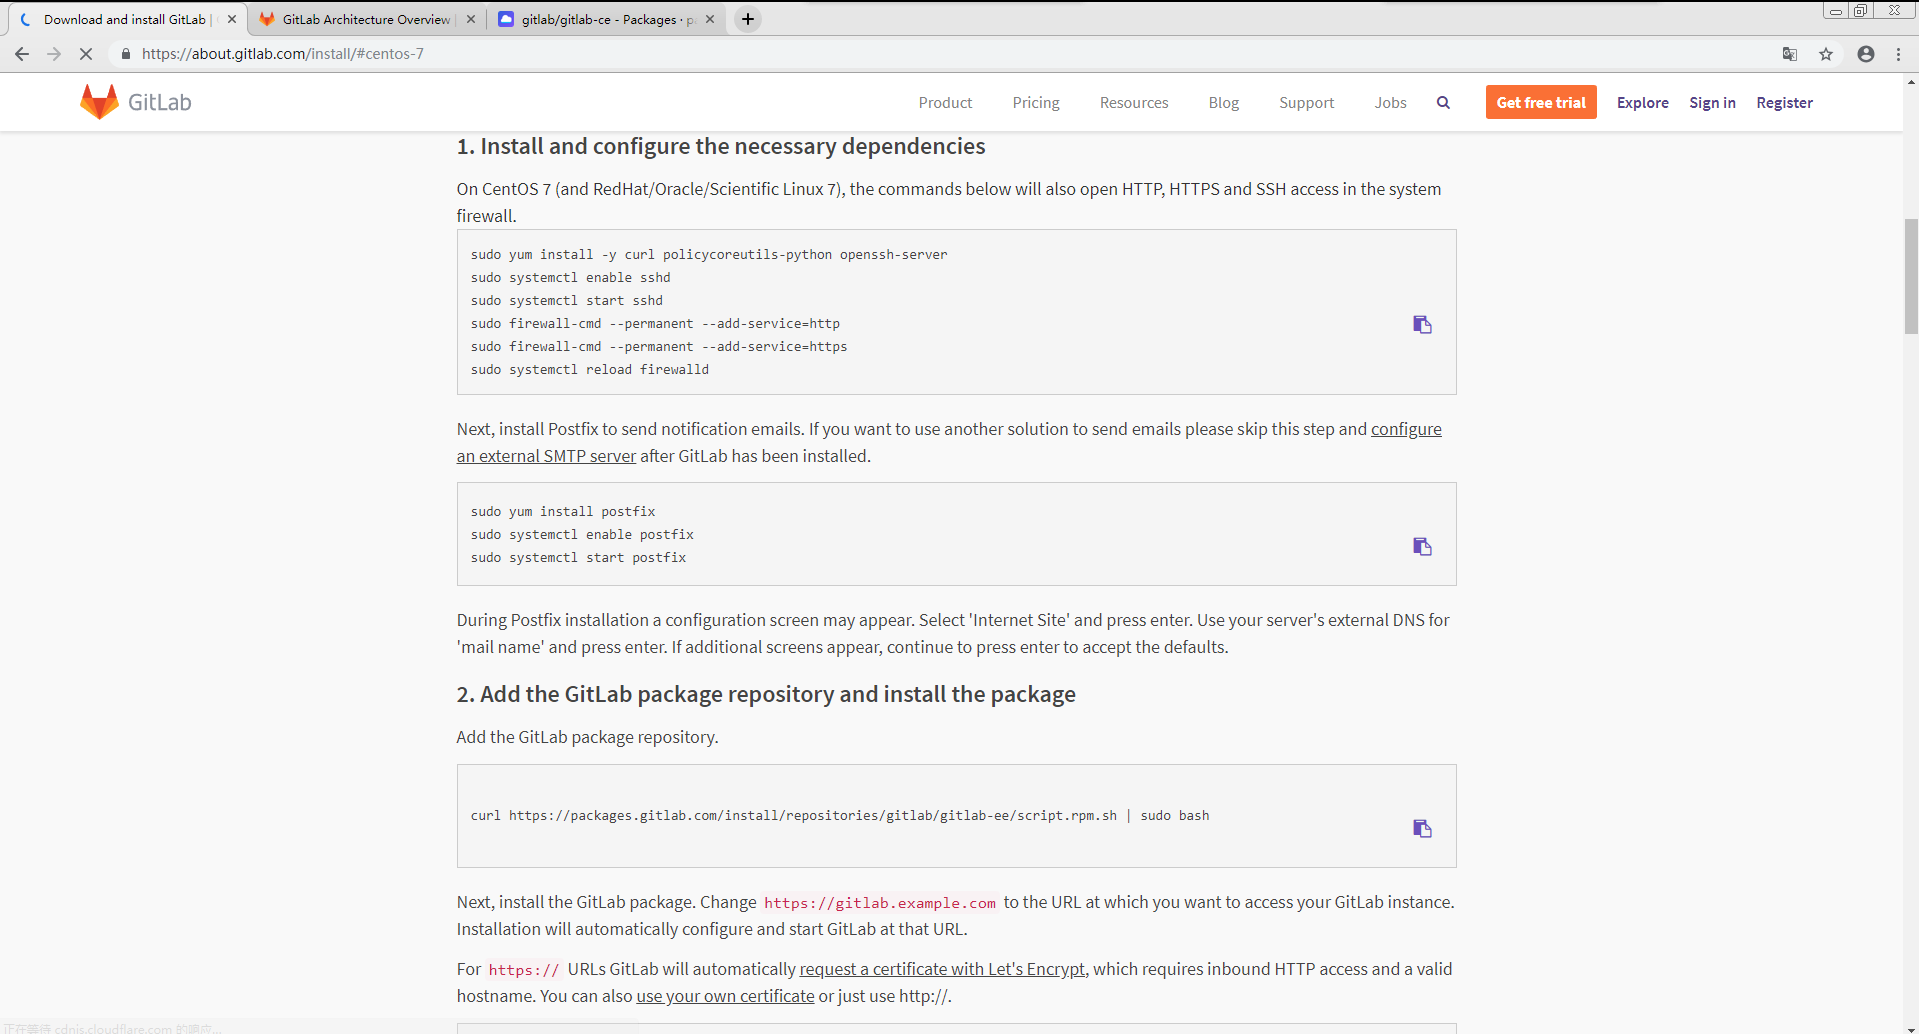 Download and install GitLab |
GitLab Architecture Overview |
gitlab/gitlab-ce - Packages ·
https://about.gitlab.com/install/#centos-7
GitLab
Product
Pricing
Resources
Blog
Support
Jobs
Get free trial
Explore
Sign in
Register
1. Install and configure the necessary dependencies
On CentOS 7 (and RedHat/Oracle/Scientific Linux 7), the commands below will also open HTTP, HTTPS and SSH access in the system
firewall.
sudo yum install -y curl policycoreutils-python openssh-server
sudo systemctl enable sshd
sudo systemctl start sshd
sudo firewall-cmd --permanent --add-service=http
sudo firewall-cmd --permanent --add-service=https
sudo systemctl reload firewalld
Next, install Postfix to send notification emails. If you want to use another solution to send emails please skip this step and configure
an external SMTP server after GitLab has been installed.
sudo yum install postfix
sudo systemctl enable postfix
sudo systemctl start postfix
During Postfix installation a configuration screen may appear. Select 'Internet Site' and press enter. Use your server's external DNS for
'mail name' and press enter. If additional screens appear, continue to press enter to accept the defaults.
2. Add the GitLab package repository and install the package
Add the GitLab package repository.
curl https://packages.gitlab.com/install/repositories/gitlab/gitlab-ee/script.rpm.sh | sudo bash
Next, install the GitLab package. Change https://gitlab.example.com to the URL at which you want to access your GitLab instance.
Installation will automatically configure and start GitLab at that URL.
For https:// URLs GitLab will automatically request a certificate with Let's Encrypt, which requires inbound HTTP access and a valid
hostname. You can also use your own certificate or just use http://.
正在等待 cdnjs.cloudflare.com 的响应...